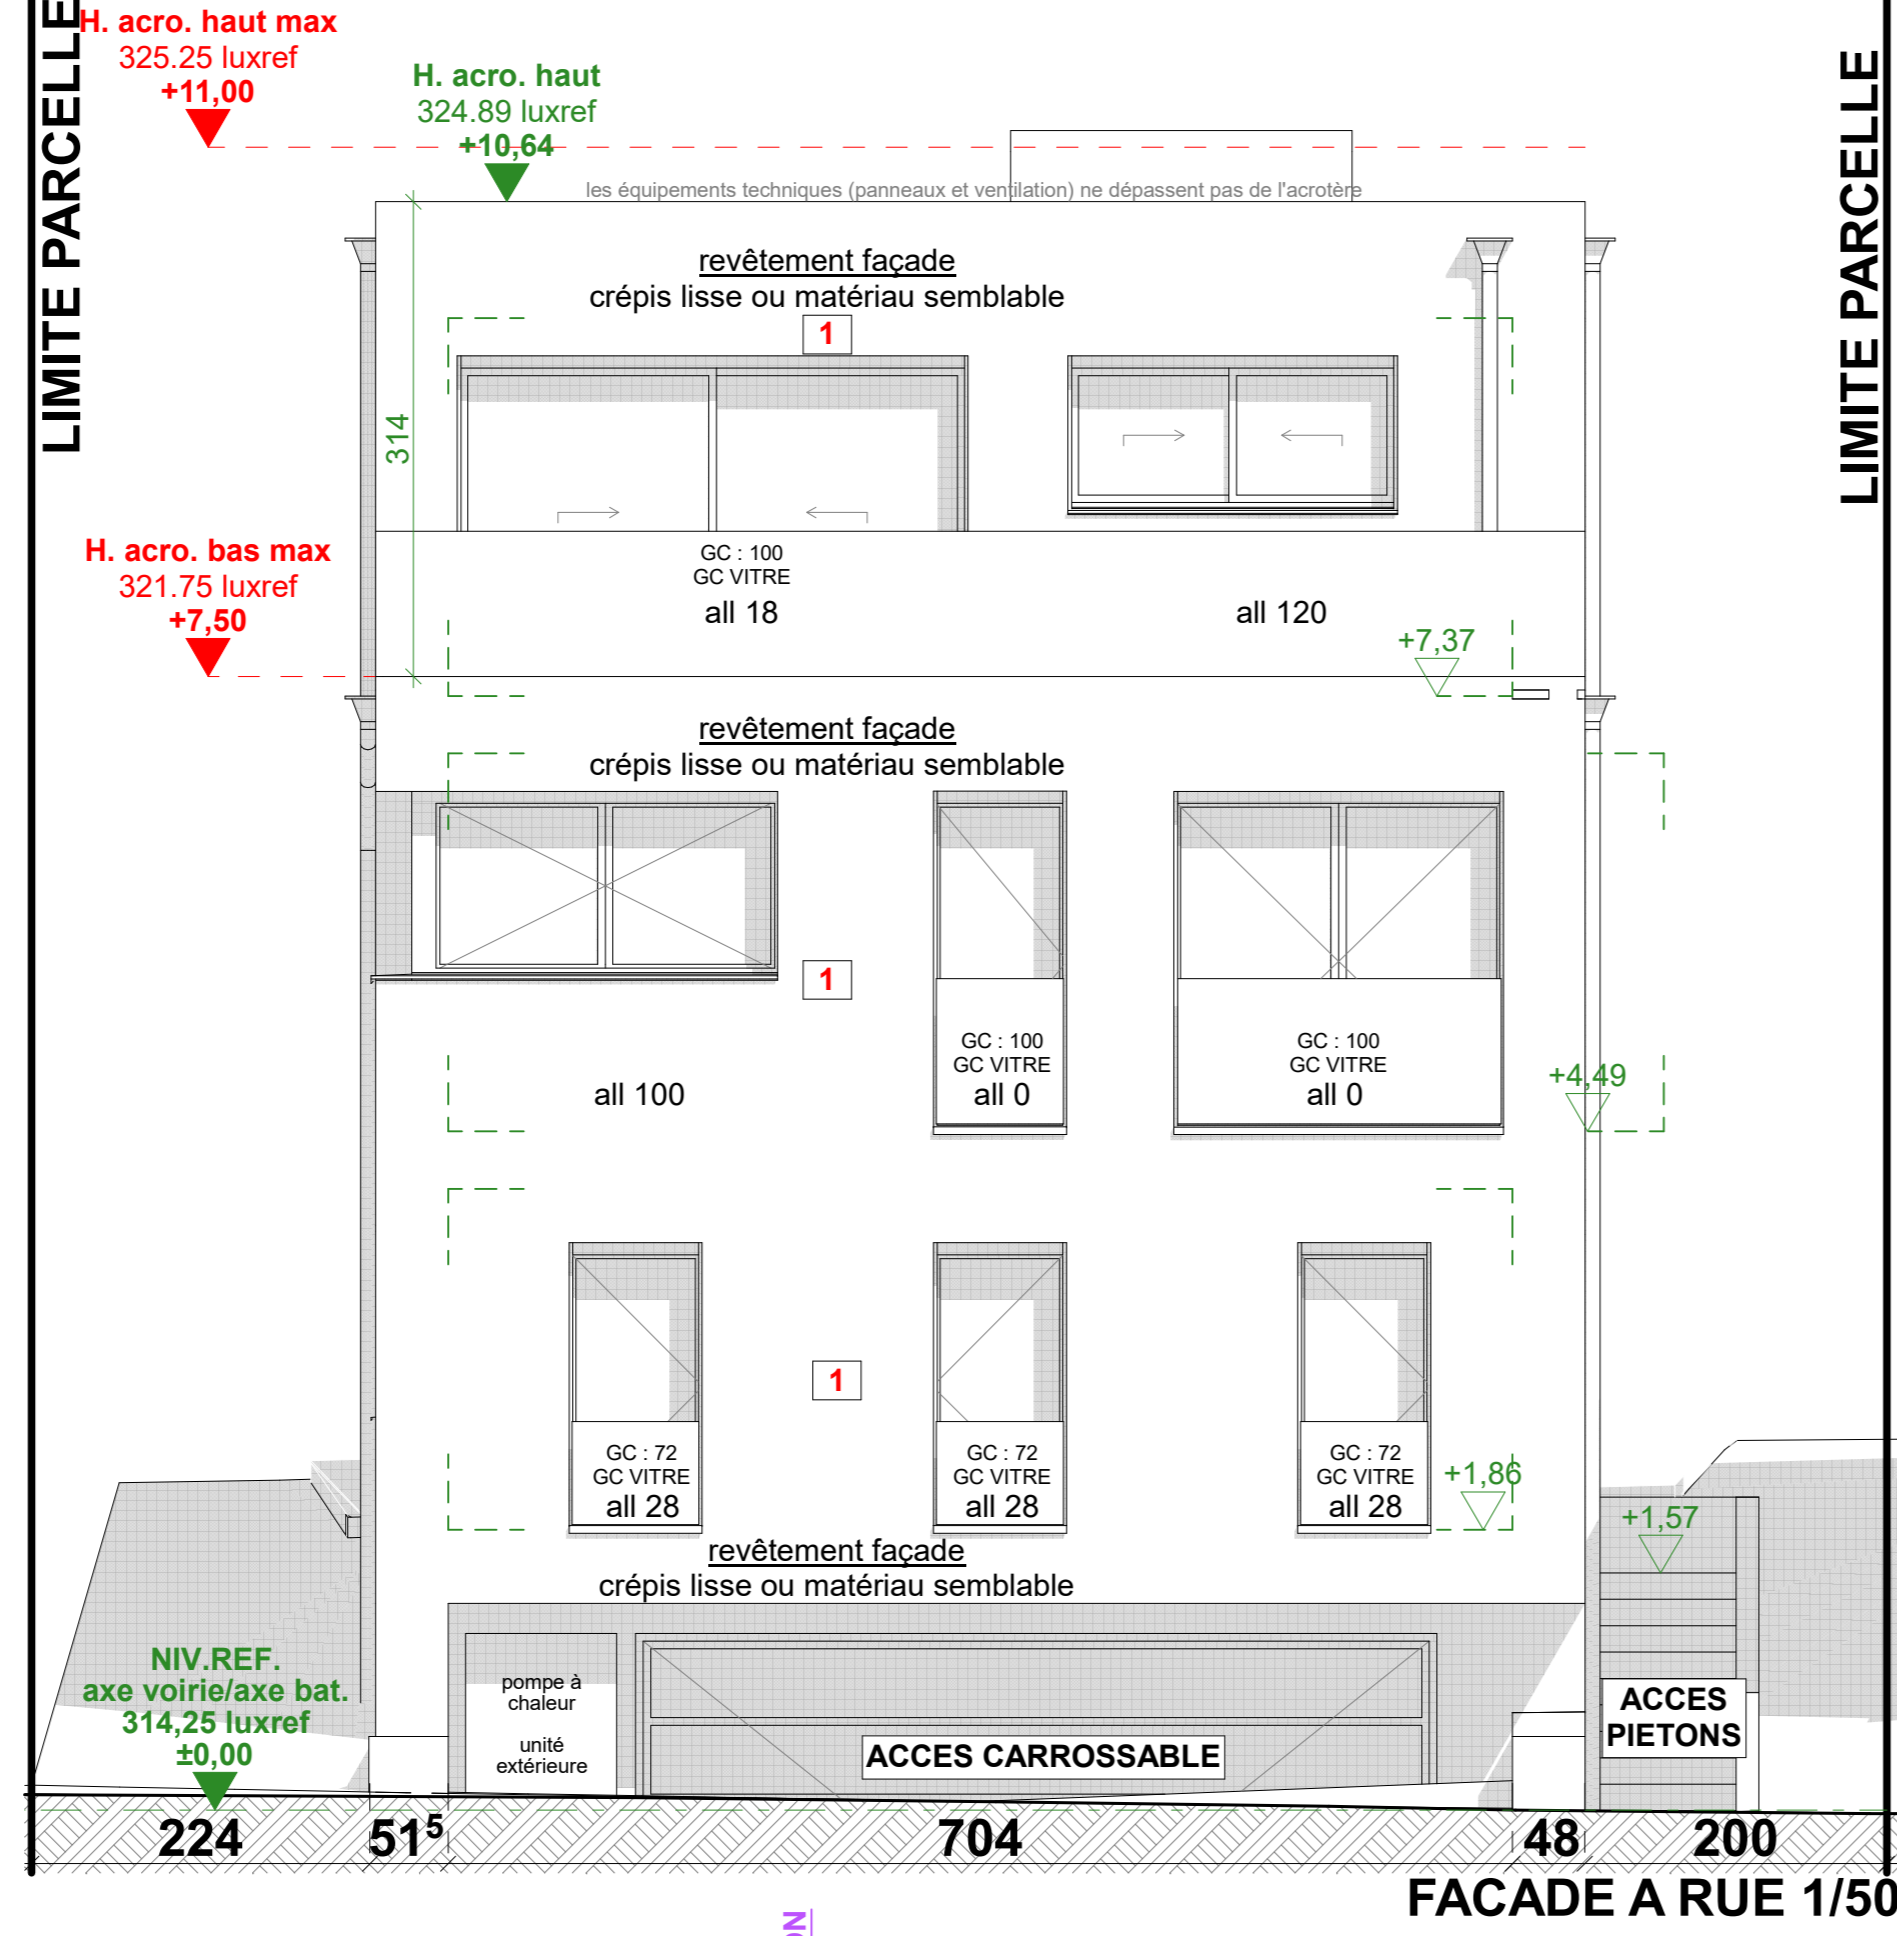 LIMITE PARCELLE
H. acro. haut max
325.25 luxref
+11,00
H. acro. haut
324.89 luxref
+10,64
LIMITE PARCELLE
les équipements techniques (panneaux et ventilation) ne dépassent pas de l'acrotère
revêtement façade
crépis lisse ou matériau semblable
1
314
H. acro. bas max
321.75 luxref
+7,50
GC : 100
GC VITRE
all 18
all 120
+7,37
revêtement façade
crépis lisse ou matériau semblable
1
GC : 100
GC VITRE
all 0
GC : 100
GC VITRE
all 0
all 100
+4,49
1
GC : 72
GC VITRE
all 28
GC : 72
GC VITRE
all 28
GC : 72
GC VITRE
all 28
+1,86
+1,57
revêtement façade
crépis lisse ou matériau semblable
NIV.REF.
axe voirie/axe bat.
314,25 luxref
±0,00
pompe à
chaleur
unité
extérieure
ACCES CARROSSABLE
ACCES
PIETONS
224 51⁵ 704 48 200
FACADE A RUE 1/50